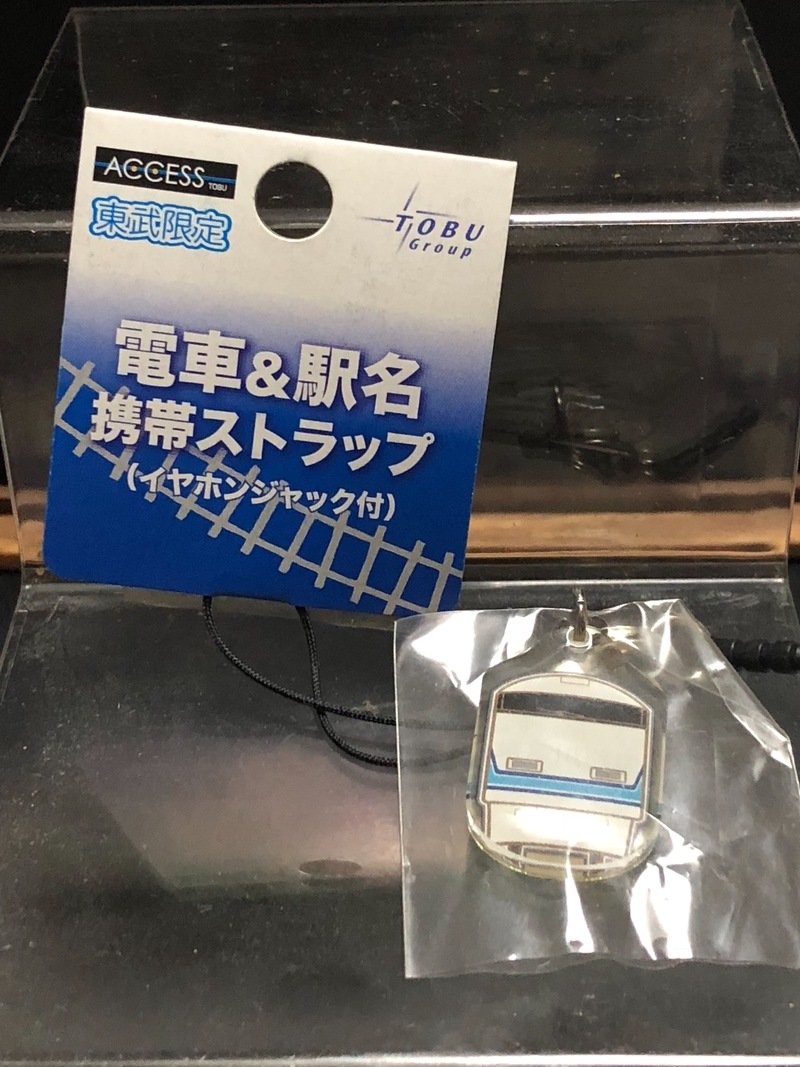 ACCESS
TOBU
東武限定
TOBU
Group
電車&駅名
携帯ストラップ
(イヤホンジャック付)